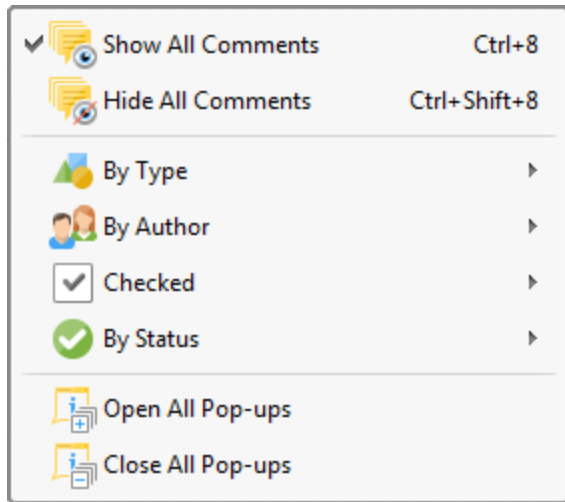 Show All Comments Ctrl+8
Hide All Comments Ctrl+Shift+8
By Type
By Author
Checked
By Status
Open All Pop-ups
Close All Pop-ups